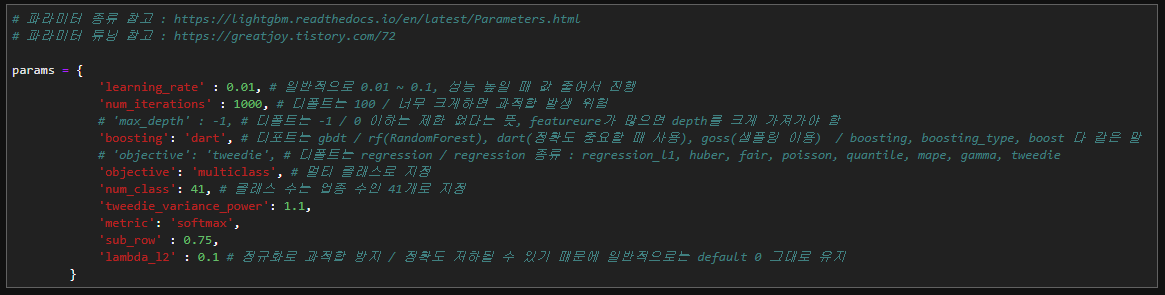 # 파라미터 종류 참고 : https://lightgbm.readthedocs.io/en/latest/Parameters.html
# 파라미터 튜닝 참고 : https://greatjoy.tistory.com/72
params = {
'learning_rate' : 0.01, # 일반적으로 0.01 ~ 0.1, 성능 높일 때 값 줄여서 진행
'num_iterations' : 1000, # 디폴트는 100 / 너무 크게하면 과적합 발생 위험
# 'max_depth' : -1, # 디폴트는 -1 / 0 이하는 제한 없다는 뜻, featureure가 많으면 depth를 크게 가져가야 함
'boosting': 'dart', # 디포트는 gbdt / rf(RandomForest), dart(정확도 중요할 때 사용), goss(샘플링 이용)  / boosting, boosting_type, boost 다 같은 말
# 'objective': 'tweedie', # 디폴트는 regression / regression 종류 : regression_l1, huber, fair, poisson, quantile, mape, gamma, tweedie
'objective': 'multiclass', # 멀티 클래스로 지정
'num_class': 41, # 클래스 수는 업종 수인 41개로 지정
'tweedie_variance_power': 1.1,
'metric': 'softmax',
'sub_row' : 0.75,
'lambda_l2' : 0.1 # 정규화로 과적합 방지 / 정확도 저하될 수 있기 때문에 일반적으로는 default 0 그대로 유지
}